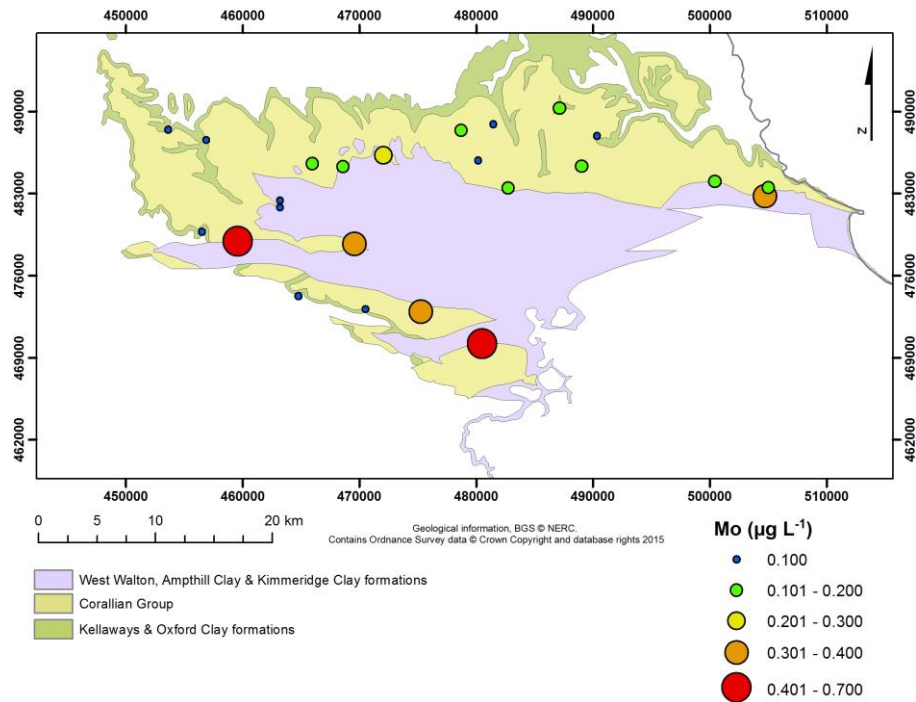 450000 460000 470000 480000 490000 500000 510000
490000 490000
483000 483000
476000 476000
469000 469000
462000 462000
N
450000 460000 470000 480000 490000 500000 510000
0 5 10 20 km
Geological information, BGS © NERC.
Contains Ordnance Survey data © Crown Copyright and database rights 2015
West Walton, Ampthill Clay & Kimmeridge Clay formations
Corallian Group
Kellaways & Oxford Clay formations
Mo (µg L⁻¹)
0.100
0.101 - 0.200
0.201 - 0.300
0.301 - 0.400
0.401 - 0.700